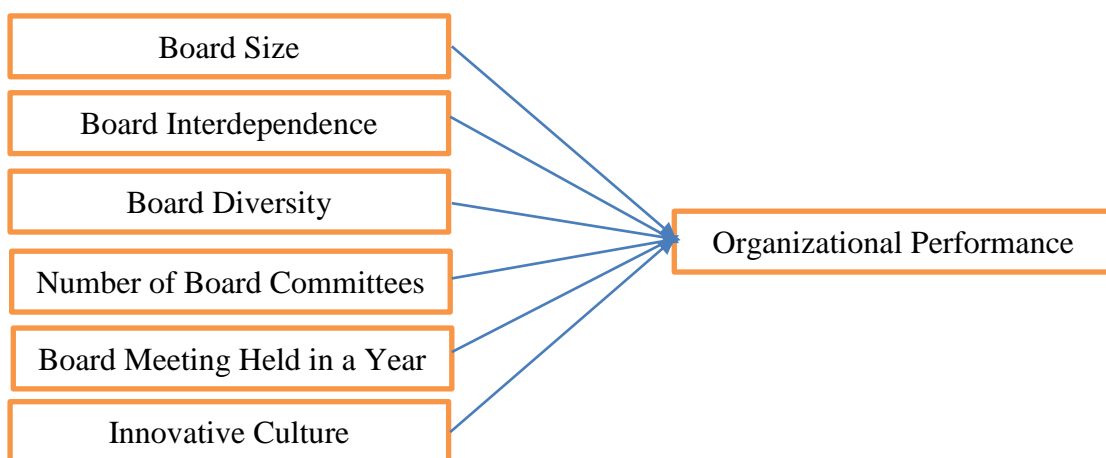 Board Size
Board Interdependence
Board Diversity
Organizational Performance
Number of Board Committees
Board Meeting Held in a Year
Innovative Culture